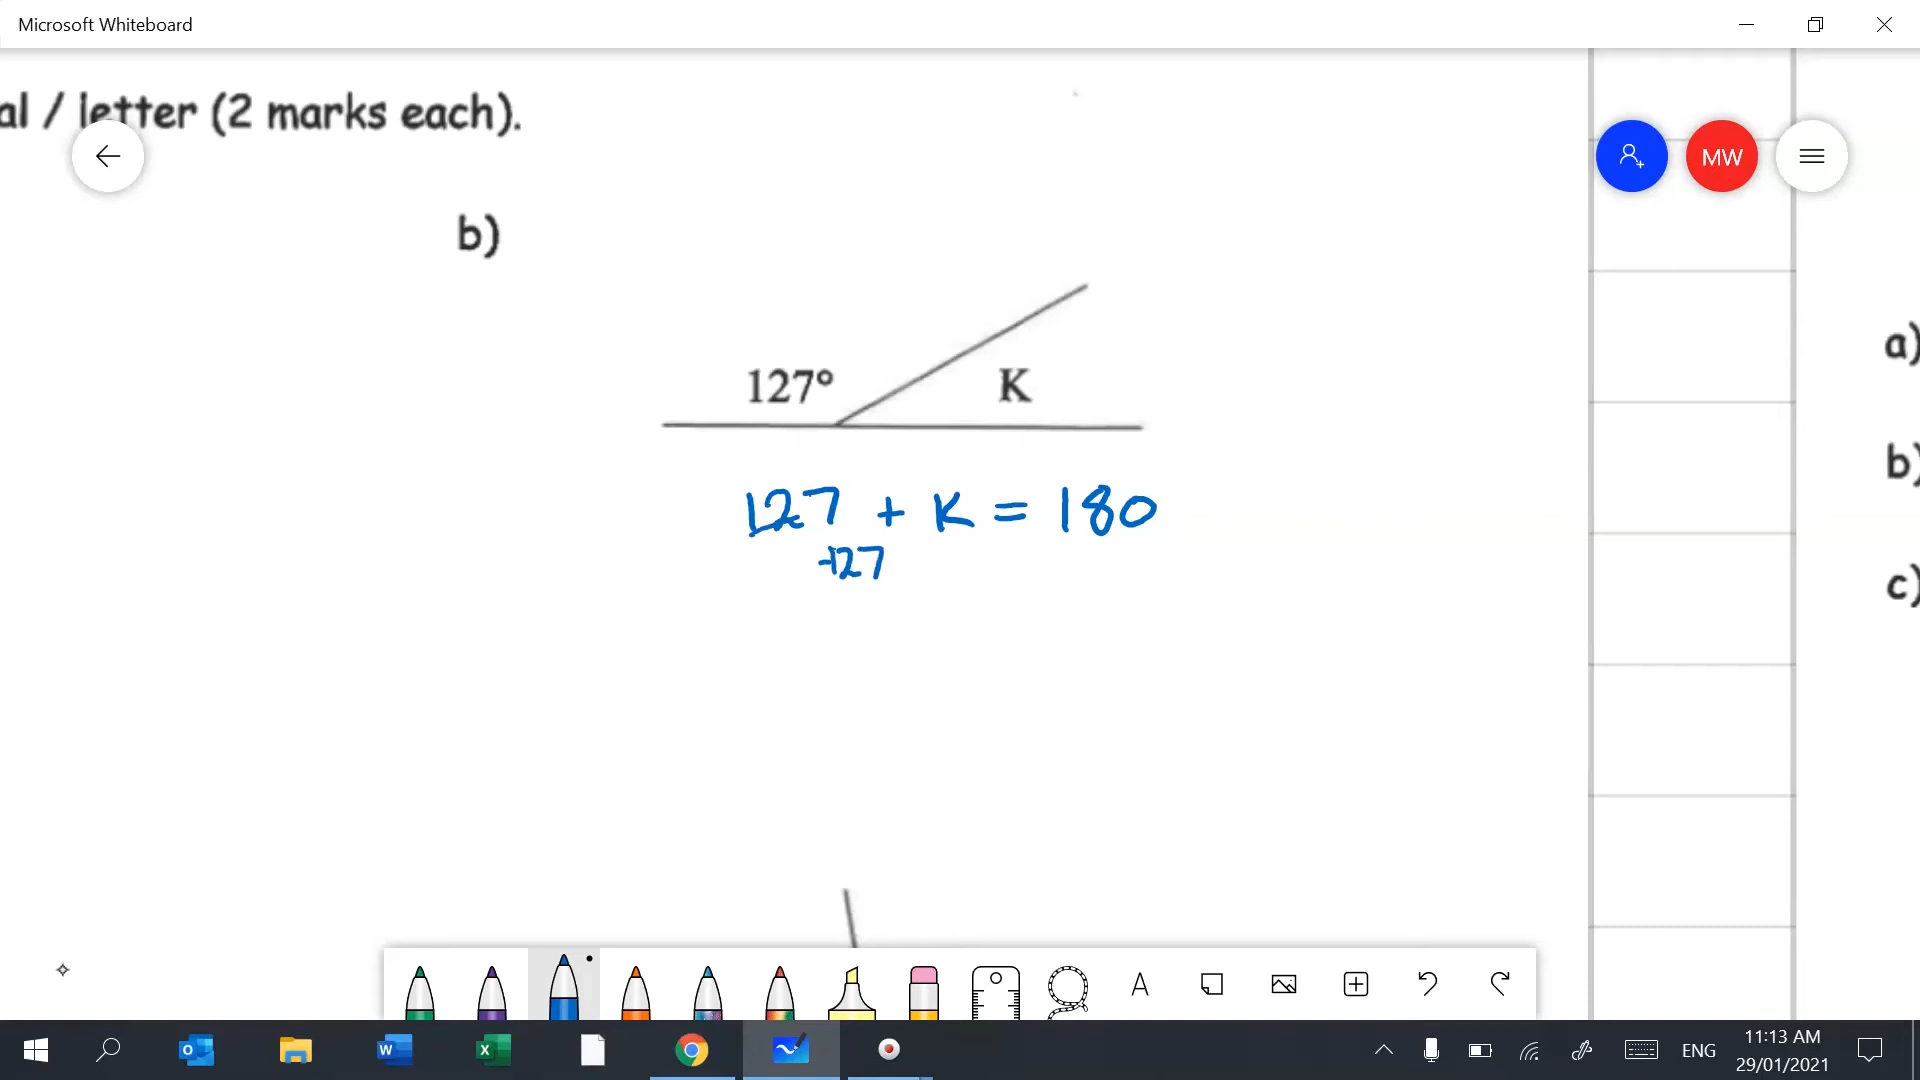 Microsoft Whiteboard
al / letter (2 marks each).
MW
b)
a)
127°
K
b)
127 + K = 180
-127
c)
A
W
X
ENG
11:13 AM
29/01/2021